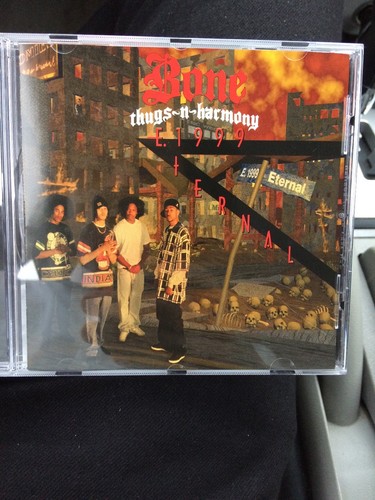 Bone
thugs~n~harmony
E. 1999
ETERNAL
E. 1999
Eternal